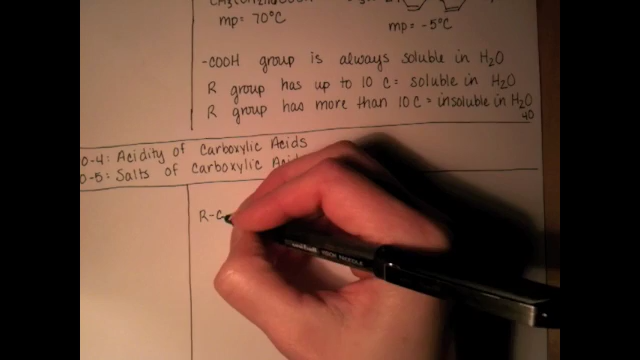 mp= 70°C
mp= -5°C
-COOH group is always soluble in H₂O
R group has up to 10 C = soluble in H₂O
R group has more than 10C = insoluble in H₂O
40
0-4: Acidity of Carboxylic Acids
0-5: Salts of Carboxylic Acids
R-C